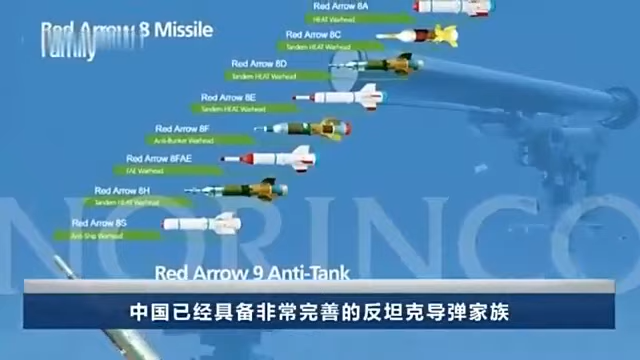 Red Arrow 8 Missile
Family
Red Arrow 8A
HEAT Warhead
Red Arrow 8C
Tandem HEAT Warhead
Red Arrow 8D
Tandem HEAT Warhead
Red Arrow 8E
Tandem HEAT Warhead
Red Arrow 8F
Anti-Bunker Warhead
Red Arrow 8FAE
FAE Warhead
Red Arrow 8H
Tandem HEAT Warhead
Red Arrow 8S
Anti-Ship Warhead
NORINCO
Red Arrow 9 Anti-Tank
中国已经具备非常完善的反坦克导弹家族